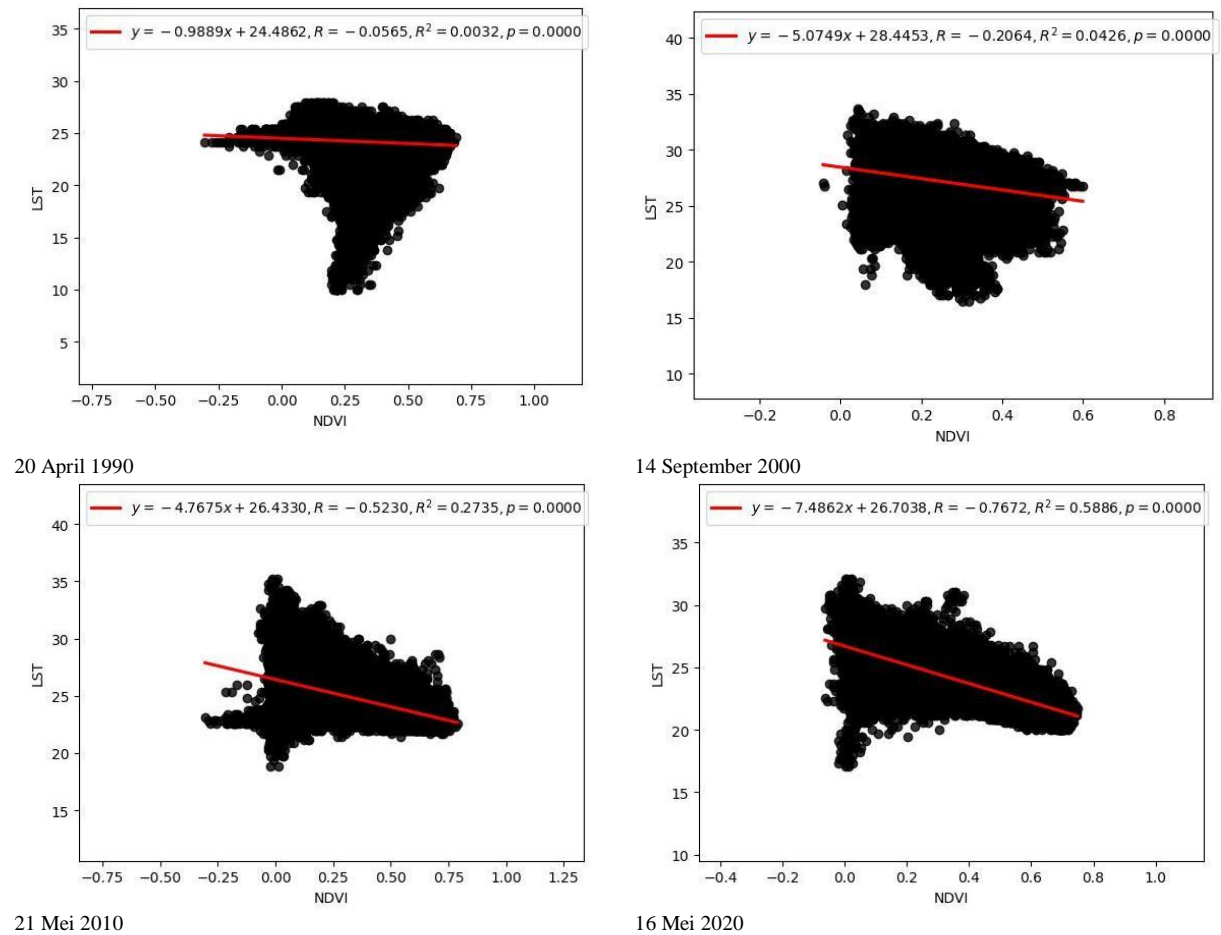 y = −0.9889x + 24.4862, R = −0.0565, R² = 0.0032, p = 0.0000
35
30
25
20
15
10
5
LST
−0.75 −0.50 −0.25 0.00 0.25 0.50 0.75 1.00
NDVI
20 April 1990
y = −5.0749x + 28.4453, R = −0.2064, R² = 0.0426, p = 0.0000
40
35
30
25
20
15
10
LST
−0.2 0.0 0.2 0.4 0.6 0.8
NDVI
14 September 2000
y = −4.7675x + 26.4330, R = −0.5230, R² = 0.2735, p = 0.0000
40
35
30
25
20
15
LST
−0.75 −0.50 −0.25 0.00 0.25 0.50 0.75 1.00 1.25
NDVI
21 Mei 2010
y = −7.4862x + 26.7038, R = −0.7672, R² = 0.5886, p = 0.0000
35
30
25
20
15
10
LST
−0.4 −0.2 0.0 0.2 0.4 0.6 0.8 1.0
NDVI
16 Mei 2020